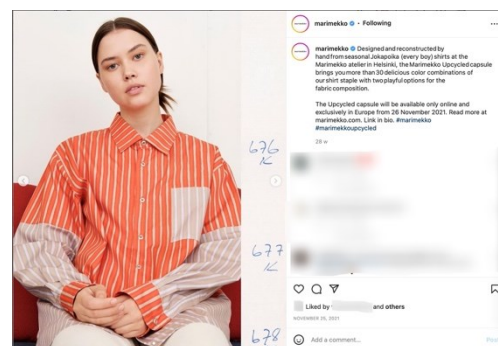 marimekko • Following
marimekko Designed and reconstructed by
hand from seasonal Jokapoika (every boy) shirts at the
Marimekko atelier in Helsinki, the Marimekko Upcycled capsule
brings you more than 30 delicious color combinations of
our shirt staple with two playful options for the
fabric composition.
The Upcycled capsule will be available only online and
exclusively in Europe from 26 November 2021. Read more at
marimekko.com. Link in bio. #marimekko
#marimekkoupcycled
28 w
676
K
677
K
678
Liked by and others
NOVEMBER 25, 2021
Add a comment...
Post